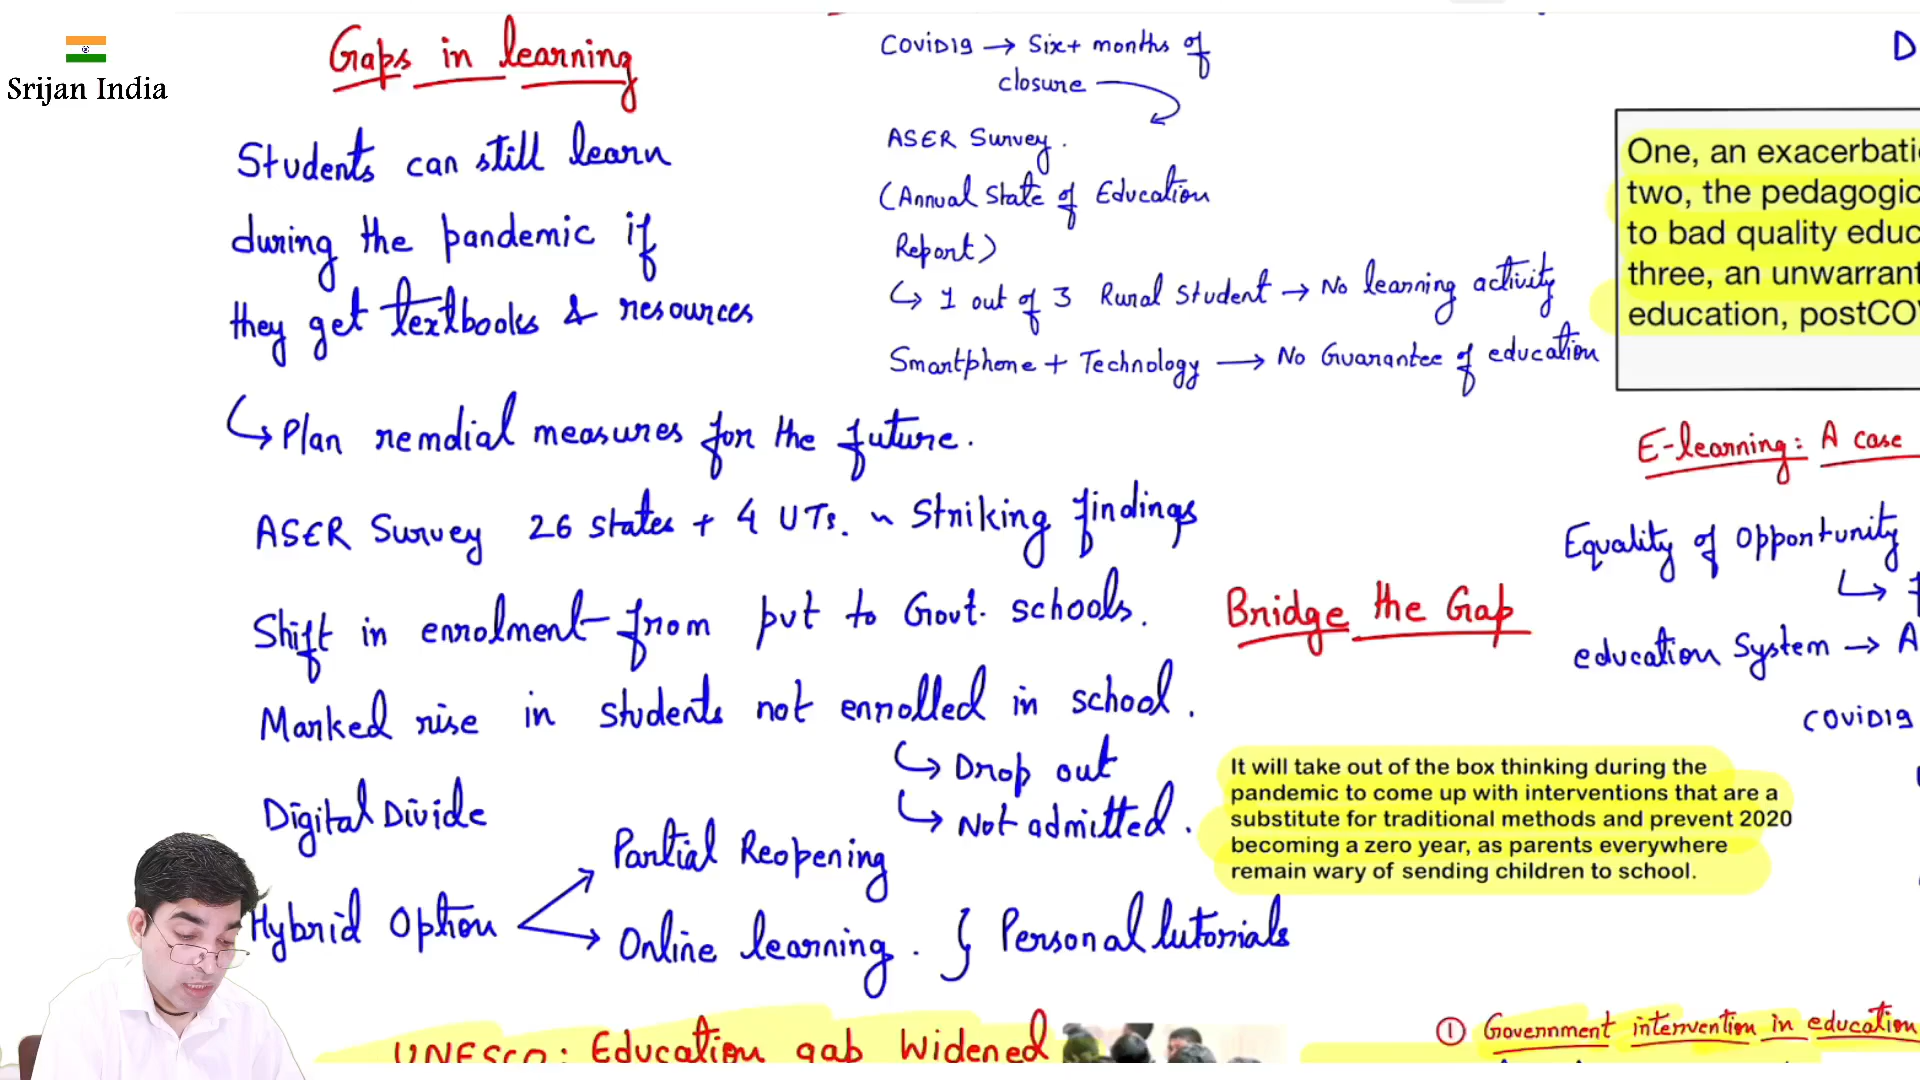 Srijan India
Gaps in learning
Students can still learn
during the pandemic if
they get textbooks & resources
↳ Plan remdial measures for the future.
ASER Survey 26 states + 4 UTs. ~ Striking findings
Shift in enrolment from pvt to Govt. schools.
Marked rise in students not enrolled in school.
↳ Drop out
↳ Not admitted.
Digital Divide
Hybrid Option
Partial Reopening
Online learning. } Personal tutorials
UNESCO: Education gap widened
COVID19 → Six+ months of
closure
ASER Survey.
(Annual State of Education
Report)
↳ 1 out of 3 Rural Student → No learning activity
Smartphone + Technology → No Guarantee of education
Bridge the Gap
It will take out of the box thinking during the
pandemic to come up with interventions that are a
substitute for traditional methods and prevent 2020
becoming a zero year, as parents everywhere
remain wary of sending children to school.
D
One, an exacerbati
two, the pedagogic
to bad quality educ
three, an unwarrant
education, postCOV
E-learning: A case
Equality of Opportunity
education System → A
COVID19
① Government intervention in education